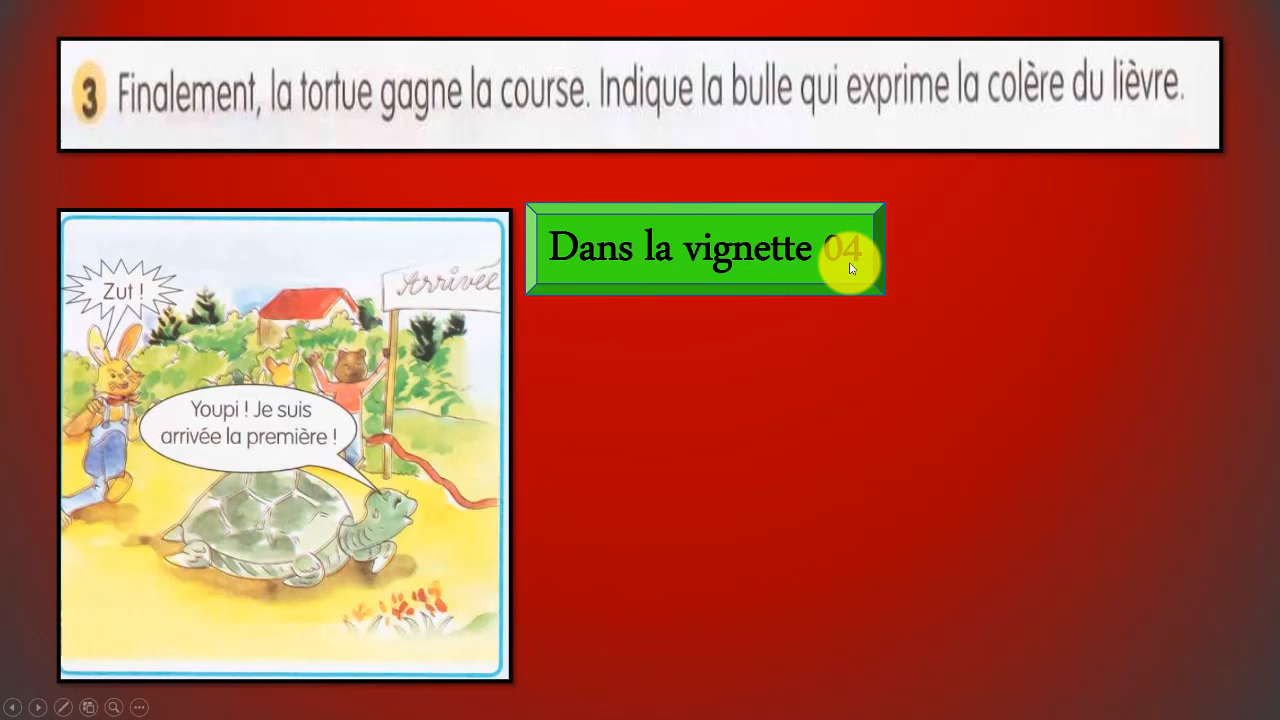 3 Finalement, la tortue gagne la course. Indique la bulle qui exprime la colère du lièvre.
Dans la vignette 04
Arrivée
Zut !
Youpi ! Je suis
arrivée la première !